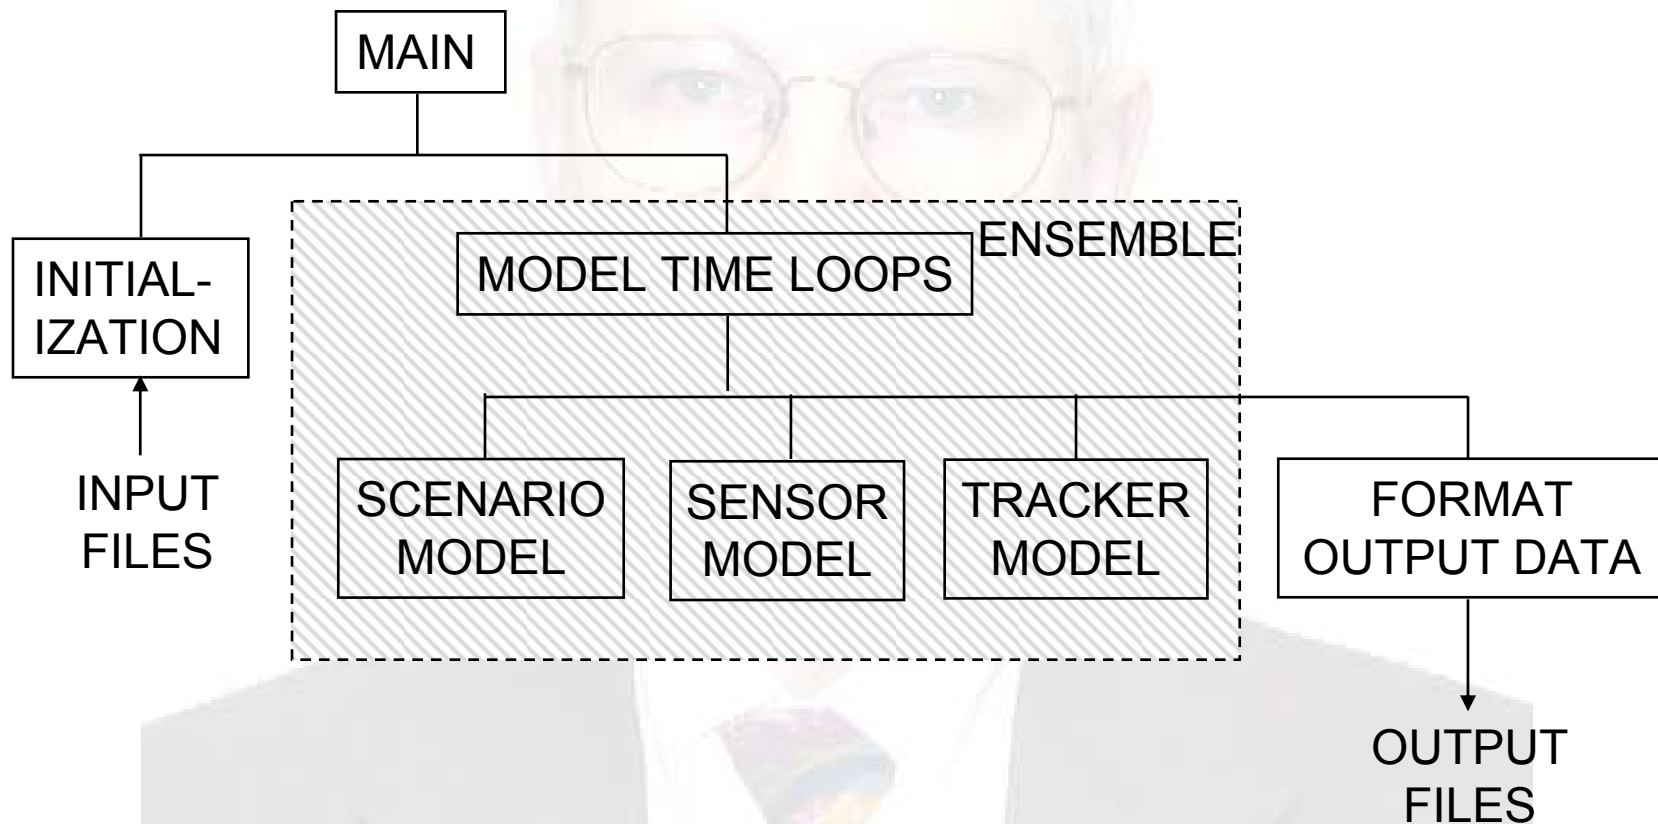 MAIN
ENSEMBLE
MODEL TIME LOOPS
INITIAL-
IZATION
INPUT
FILES
SCENARIO
MODEL
SENSOR
MODEL
TRACKER
MODEL
FORMAT
OUTPUT DATA
OUTPUT
FILES